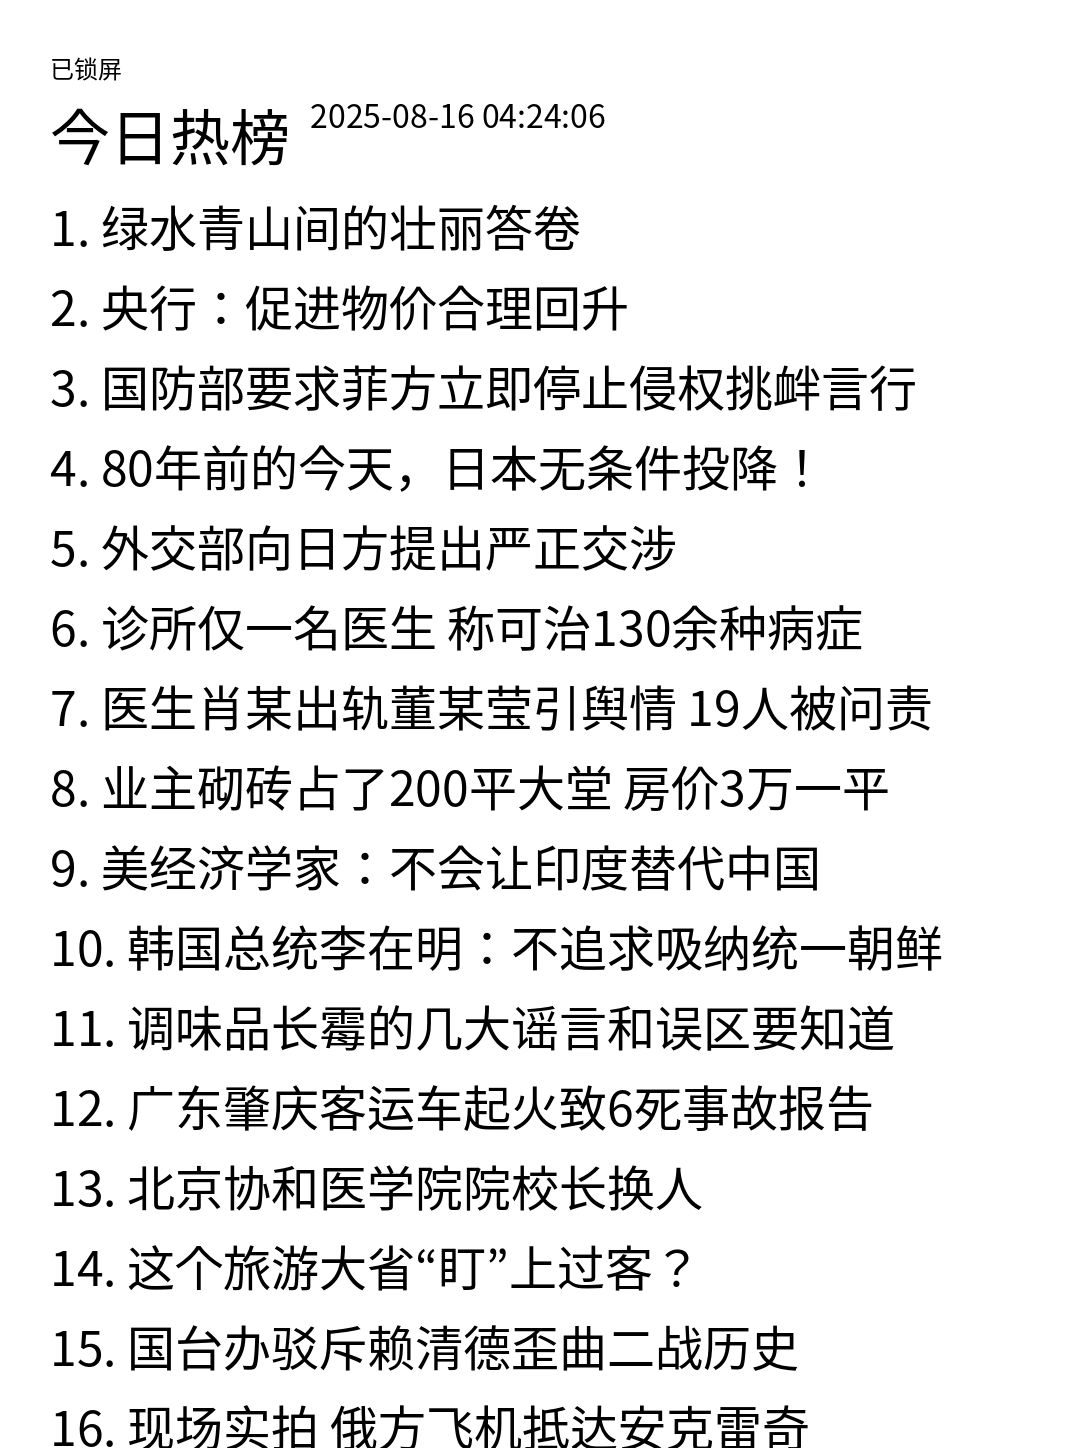 已锁屏
今日热榜 2025-08-16 04:24:06
1. 绿水青山间的壮丽答卷
2. 央行：促进物价合理回升
3. 国防部要求菲方立即停止侵权挑衅言行
4. 80年前的今天，日本无条件投降！
5. 外交部向日方提出严正交涉
6. 诊所仅一名医生 称可治130余种病症
7. 医生肖某出轨董某莹引舆情 19人被问责
8. 业主砌砖占了200平大堂 房价3万一平
9. 美经济学家：不会让印度替代中国
10. 韩国总统李在明：不追求吸纳统一朝鲜
11. 调味品长霉的几大谣言和误区要知道
12. 广东肇庆客运车起火致6死事故报告
13. 北京协和医学院院校长换人
14. 这个旅游大省“盯”上过客？
15. 国台办驳斥赖清德歪曲二战历史
16. 现场实拍 俄方飞机抵达安克雷奇